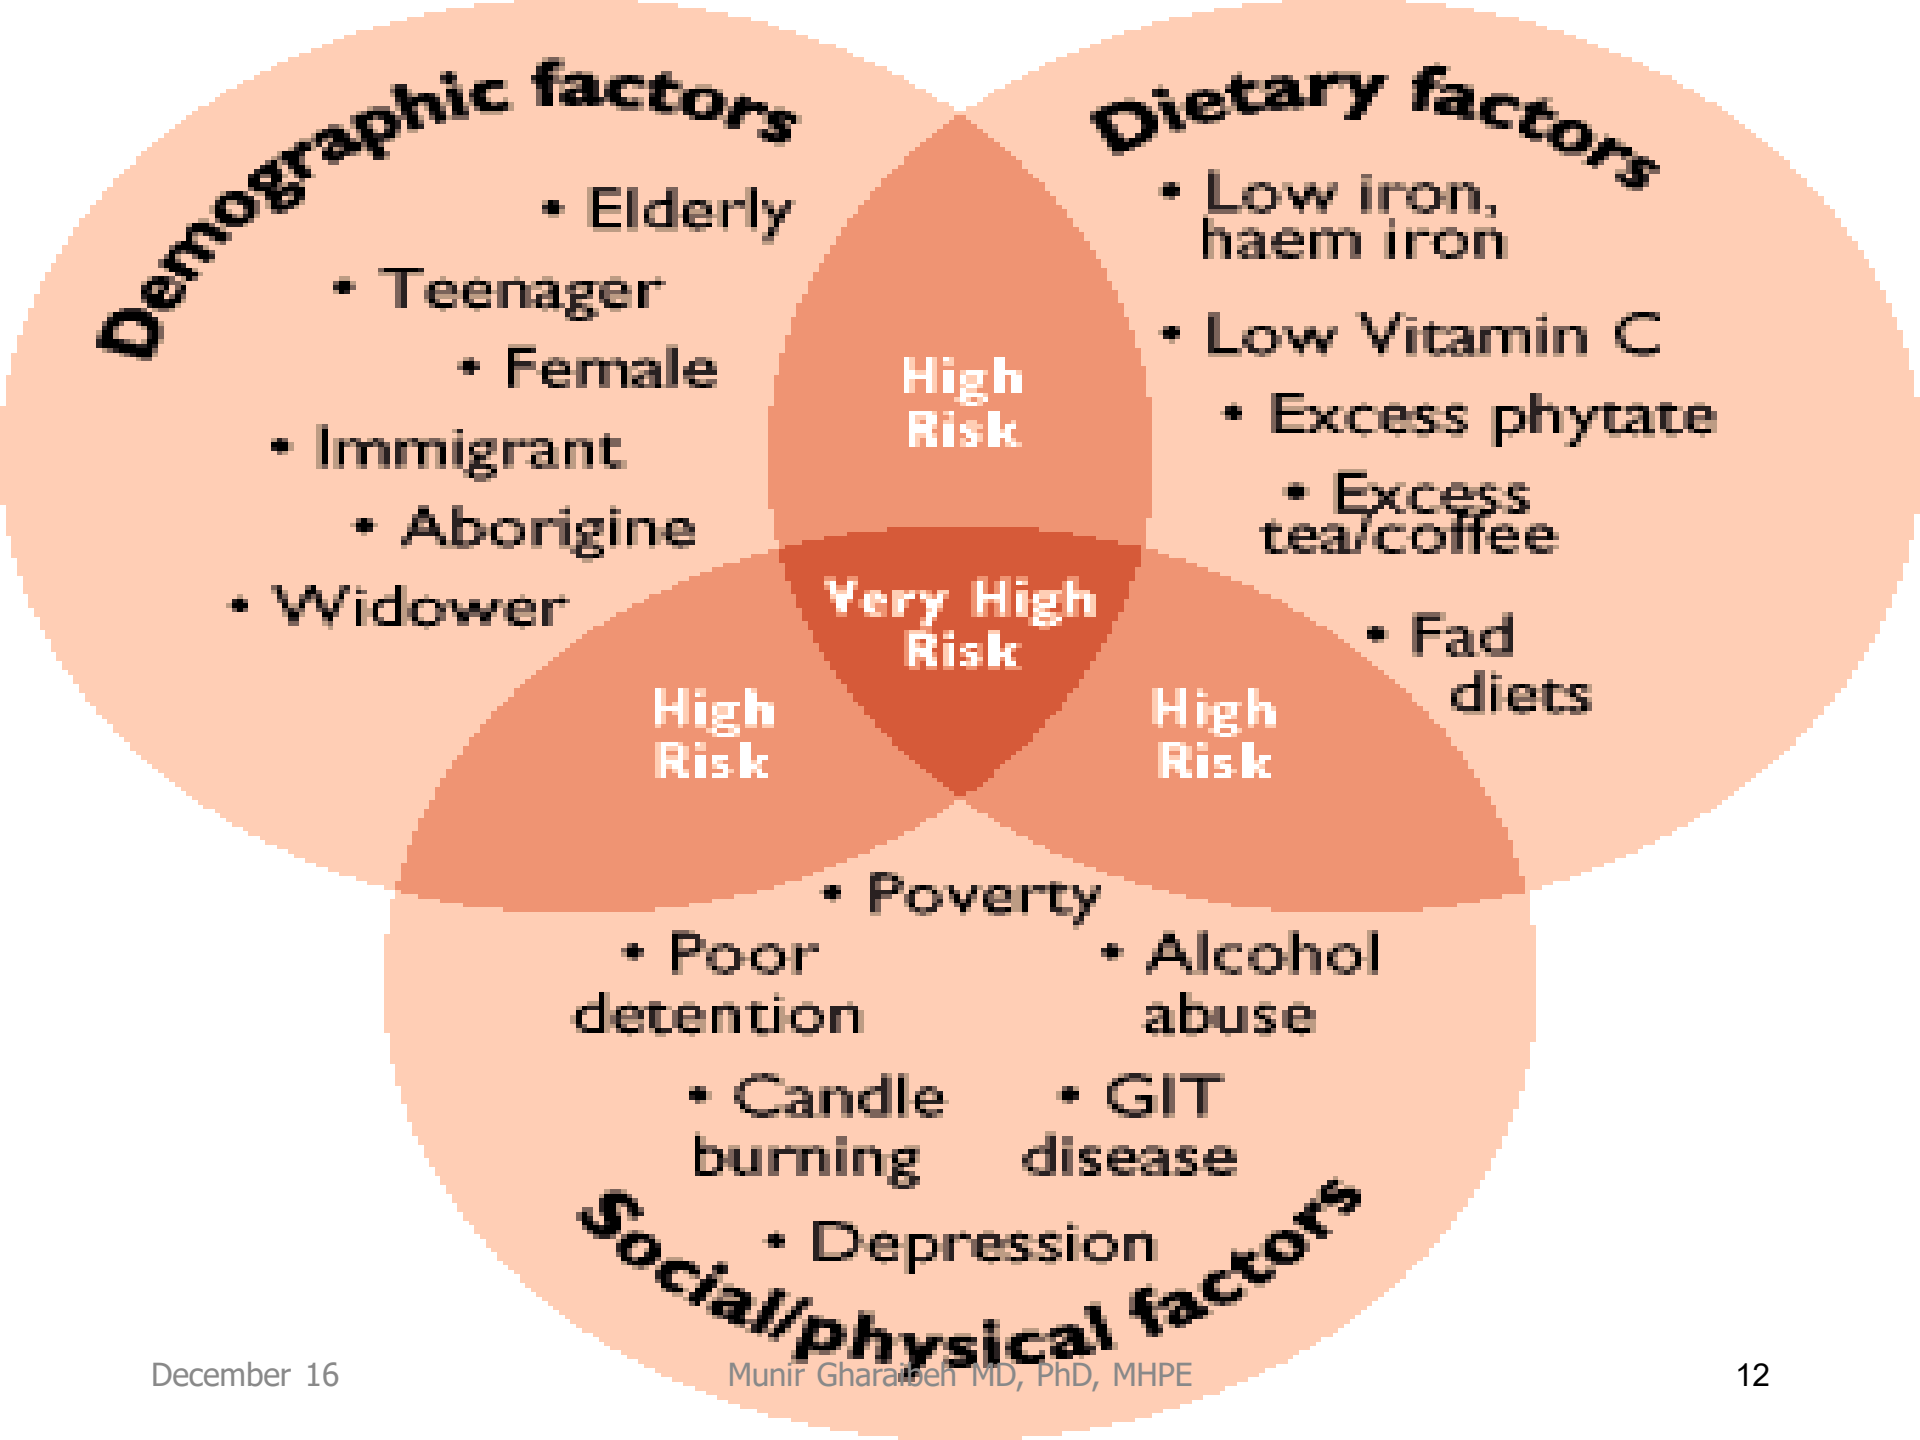 Demographic factors
• Elderly
• Teenager
• Female
• Immigrant
• Aborigine
• Widower
Dietary factors
• Low iron,
haem iron
• Low Vitamin C
• Excess phytate
• Excess
tea/coffee
• Fad
diets
High
Risk
Very High
Risk
High
Risk
High
Risk
• Poverty
• Poor
detention
• Alcohol
abuse
• Candle
burning
• GIT
disease
• Depression
Social/physical factors
December 16
Munir Gharaibeh MD, PhD, MHPE
12